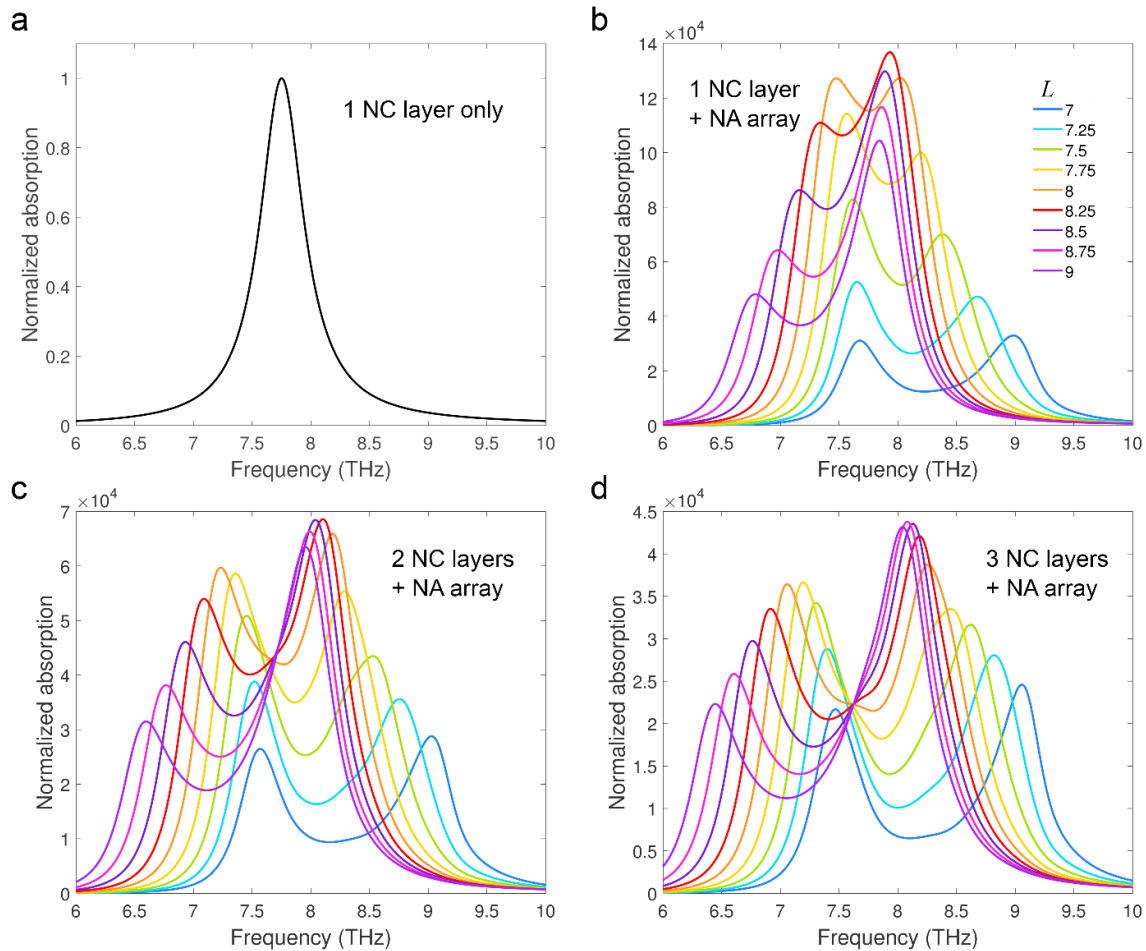 a
1 NC layer only
Normalized absorption
1
0.8
0.6
0.4
0.2
0
6 6.5 7 7.5 8 8.5 9 9.5 10
Frequency (THz)
b
×10⁴
1 NC layer
+ NA array
L
7
7.25
7.5
7.75
8
8.25
8.5
8.75
9
Normalized absorption
14
12
10
8
6
4
2
0
6 6.5 7 7.5 8 8.5 9 9.5 10
Frequency (THz)
c
×10⁴
2 NC layers
+ NA array
Normalized absorption
7
6
5
4
3
2
1
0
6 6.5 7 7.5 8 8.5 9 9.5 10
Frequency (THz)
d
×10⁴
3 NC layers
+ NA array
Normalized absorption
4.5
4
3.5
3
2.5
2
1.5
1
0.5
0
6 6.5 7 7.5 8 8.5 9 9.5 10
Frequency (THz)